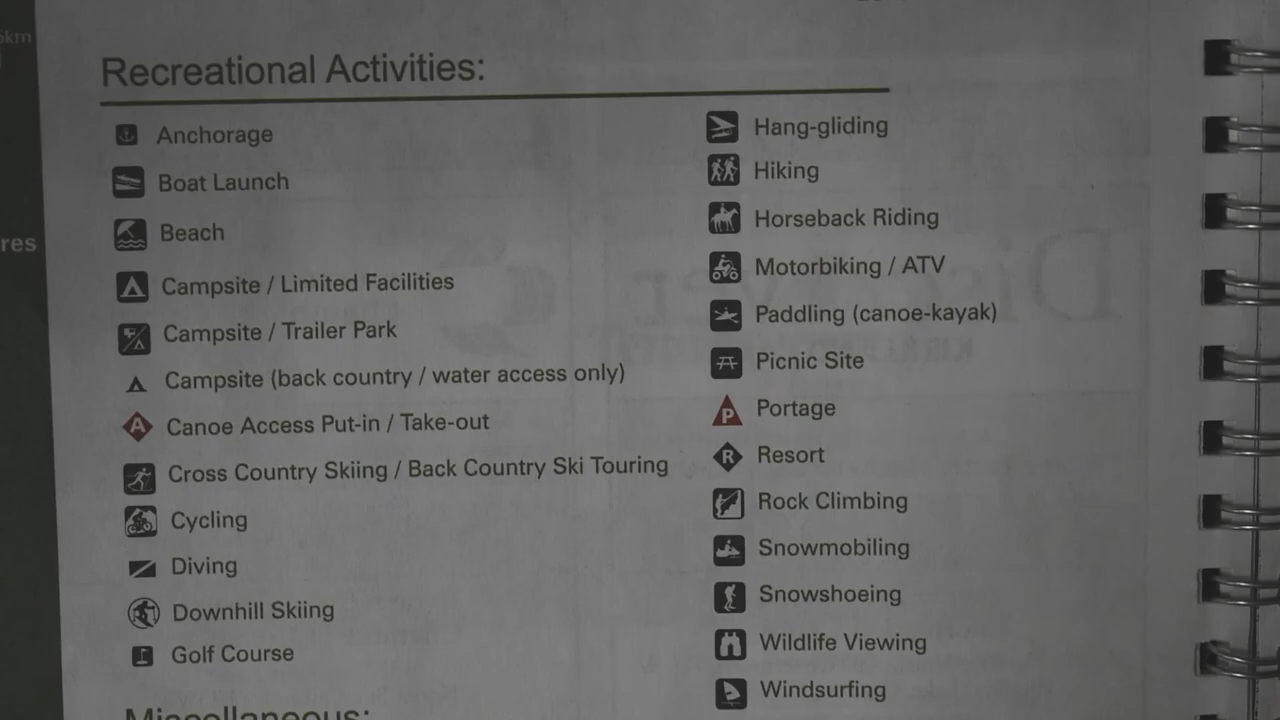 5km
res
Recreational Activities:
Anchorage
Boat Launch
Beach
Campsite / Limited Facilities
Campsite / Trailer Park
Campsite (back country / water access only)
A Canoe Access Put-in / Take-out
Cross Country Skiing / Back Country Ski Touring
Cycling
Diving
Downhill Skiing
Golf Course
Hang-gliding
Hiking
Horseback Riding
Motorbiking / ATV
Paddling (canoe-kayak)
Picnic Site
P Portage
R Resort
Rock Climbing
Snowmobiling
Snowshoeing
Wildlife Viewing
Windsurfing
Miscellaneous: